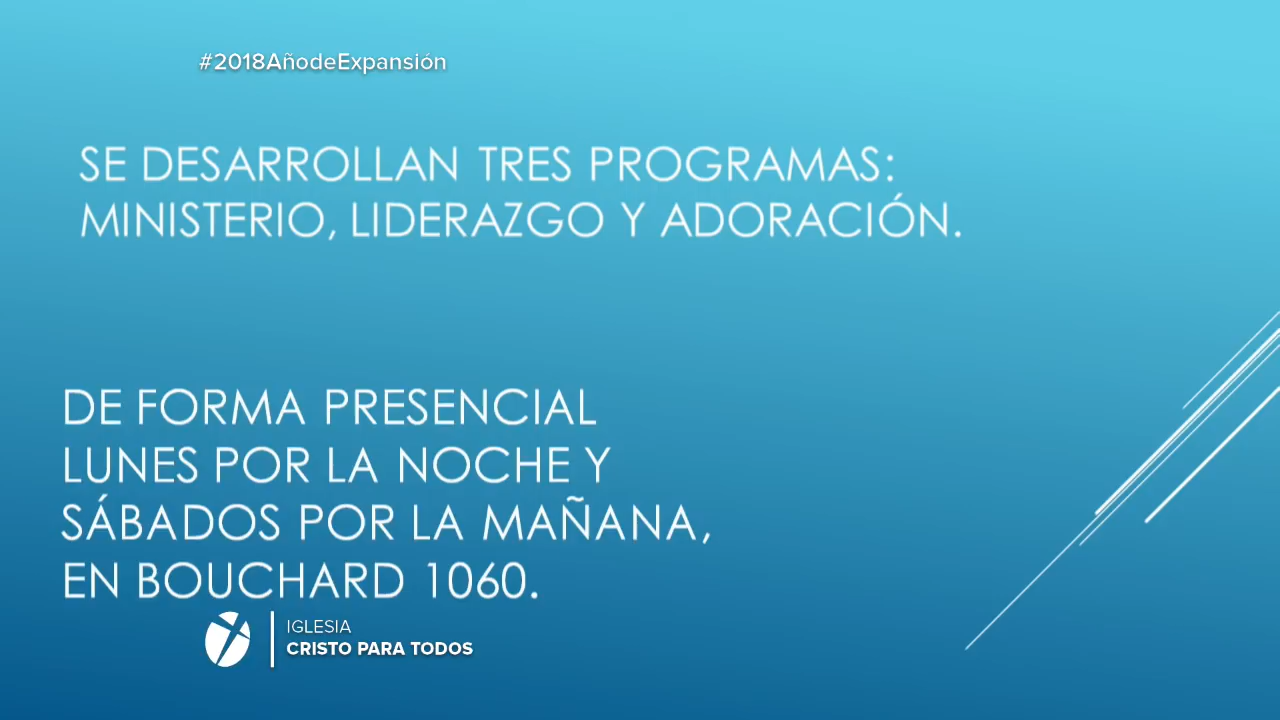 #2018AñodeExpansión
SE DESARROLLAN TRES PROGRAMAS:
MINISTERIO, LIDERAZGO Y ADORACIÓN.
DE FORMA PRESENCIAL
LUNES POR LA NOCHE Y
SÁBADOS POR LA MAÑANA,
EN BOUCHARD 1060.
IGLESIA
CRISTO PARA TODOS